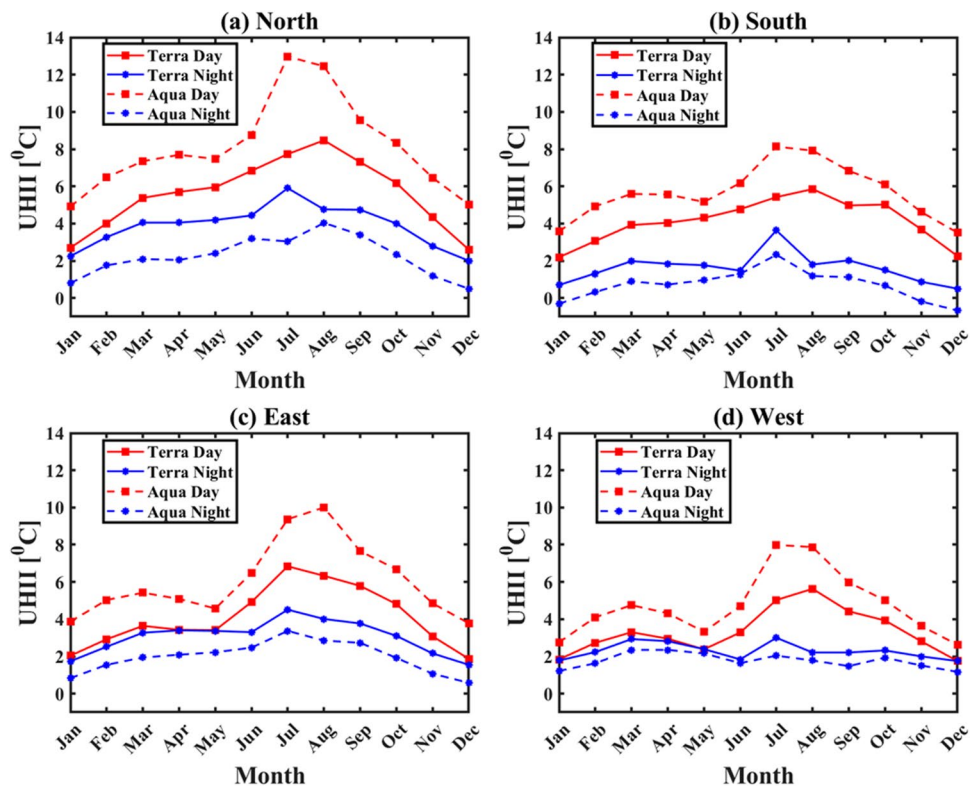 (a) North
14
12
10
8
6
4
2
0
UHII [⁰C]
Terra Day
Terra Night
Aqua Day
Aqua Night
Jan Feb Mar Apr May Jun Jul Aug Sep Oct Nov Dec
Month
(b) South
14
12
10
8
6
4
2
0
UHII [⁰C]
Terra Day
Terra Night
Aqua Day
Aqua Night
Jan Feb Mar Apr May Jun Jul Aug Sep Oct Nov Dec
Month
(c) East
14
12
10
8
6
4
2
0
UHII [⁰C]
Terra Day
Terra Night
Aqua Day
Aqua Night
Jan Feb Mar Apr May Jun Jul Aug Sep Oct Nov Dec
Month
(d) West
14
12
10
8
6
4
2
0
UHII [⁰C]
Terra Day
Terra Night
Aqua Day
Aqua Night
Jan Feb Mar Apr May Jun Jul Aug Sep Oct Nov Dec
Month